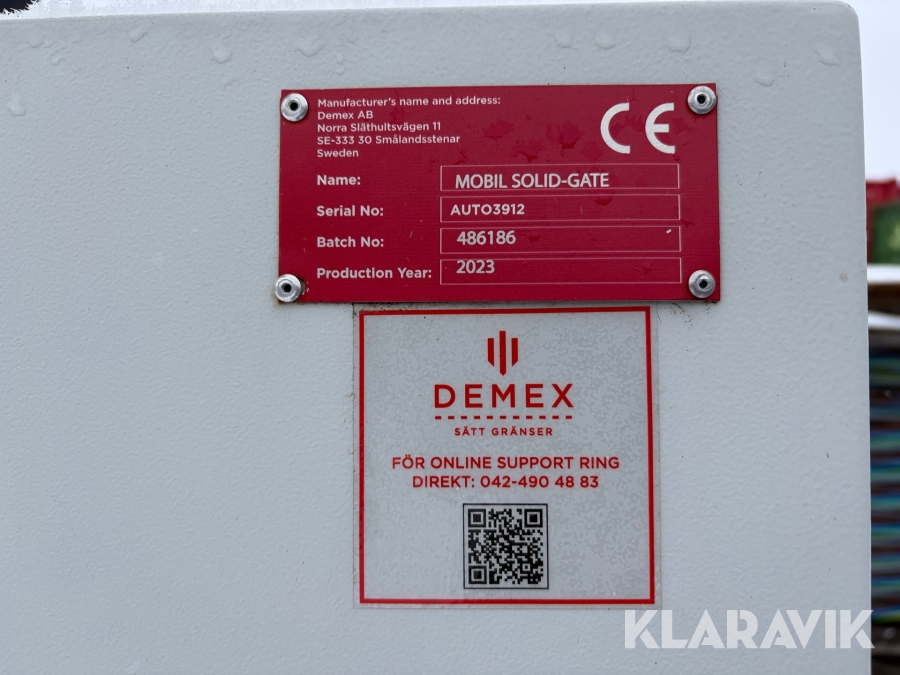 Manufacturer's name and address:
Demex AB
Norra Släthultsvägen 11
SE-333 30 Smålandsstenar
Sweden
CE
Name: MOBIL SOLID-GATE
Serial No: AUTO3912
Batch No: 486186
Production Year: 2023
DEMEX
SÄTT GRÄNSER
FÖR ONLINE SUPPORT RING
DIREKT: 042-490 48 83
KLARAVIK